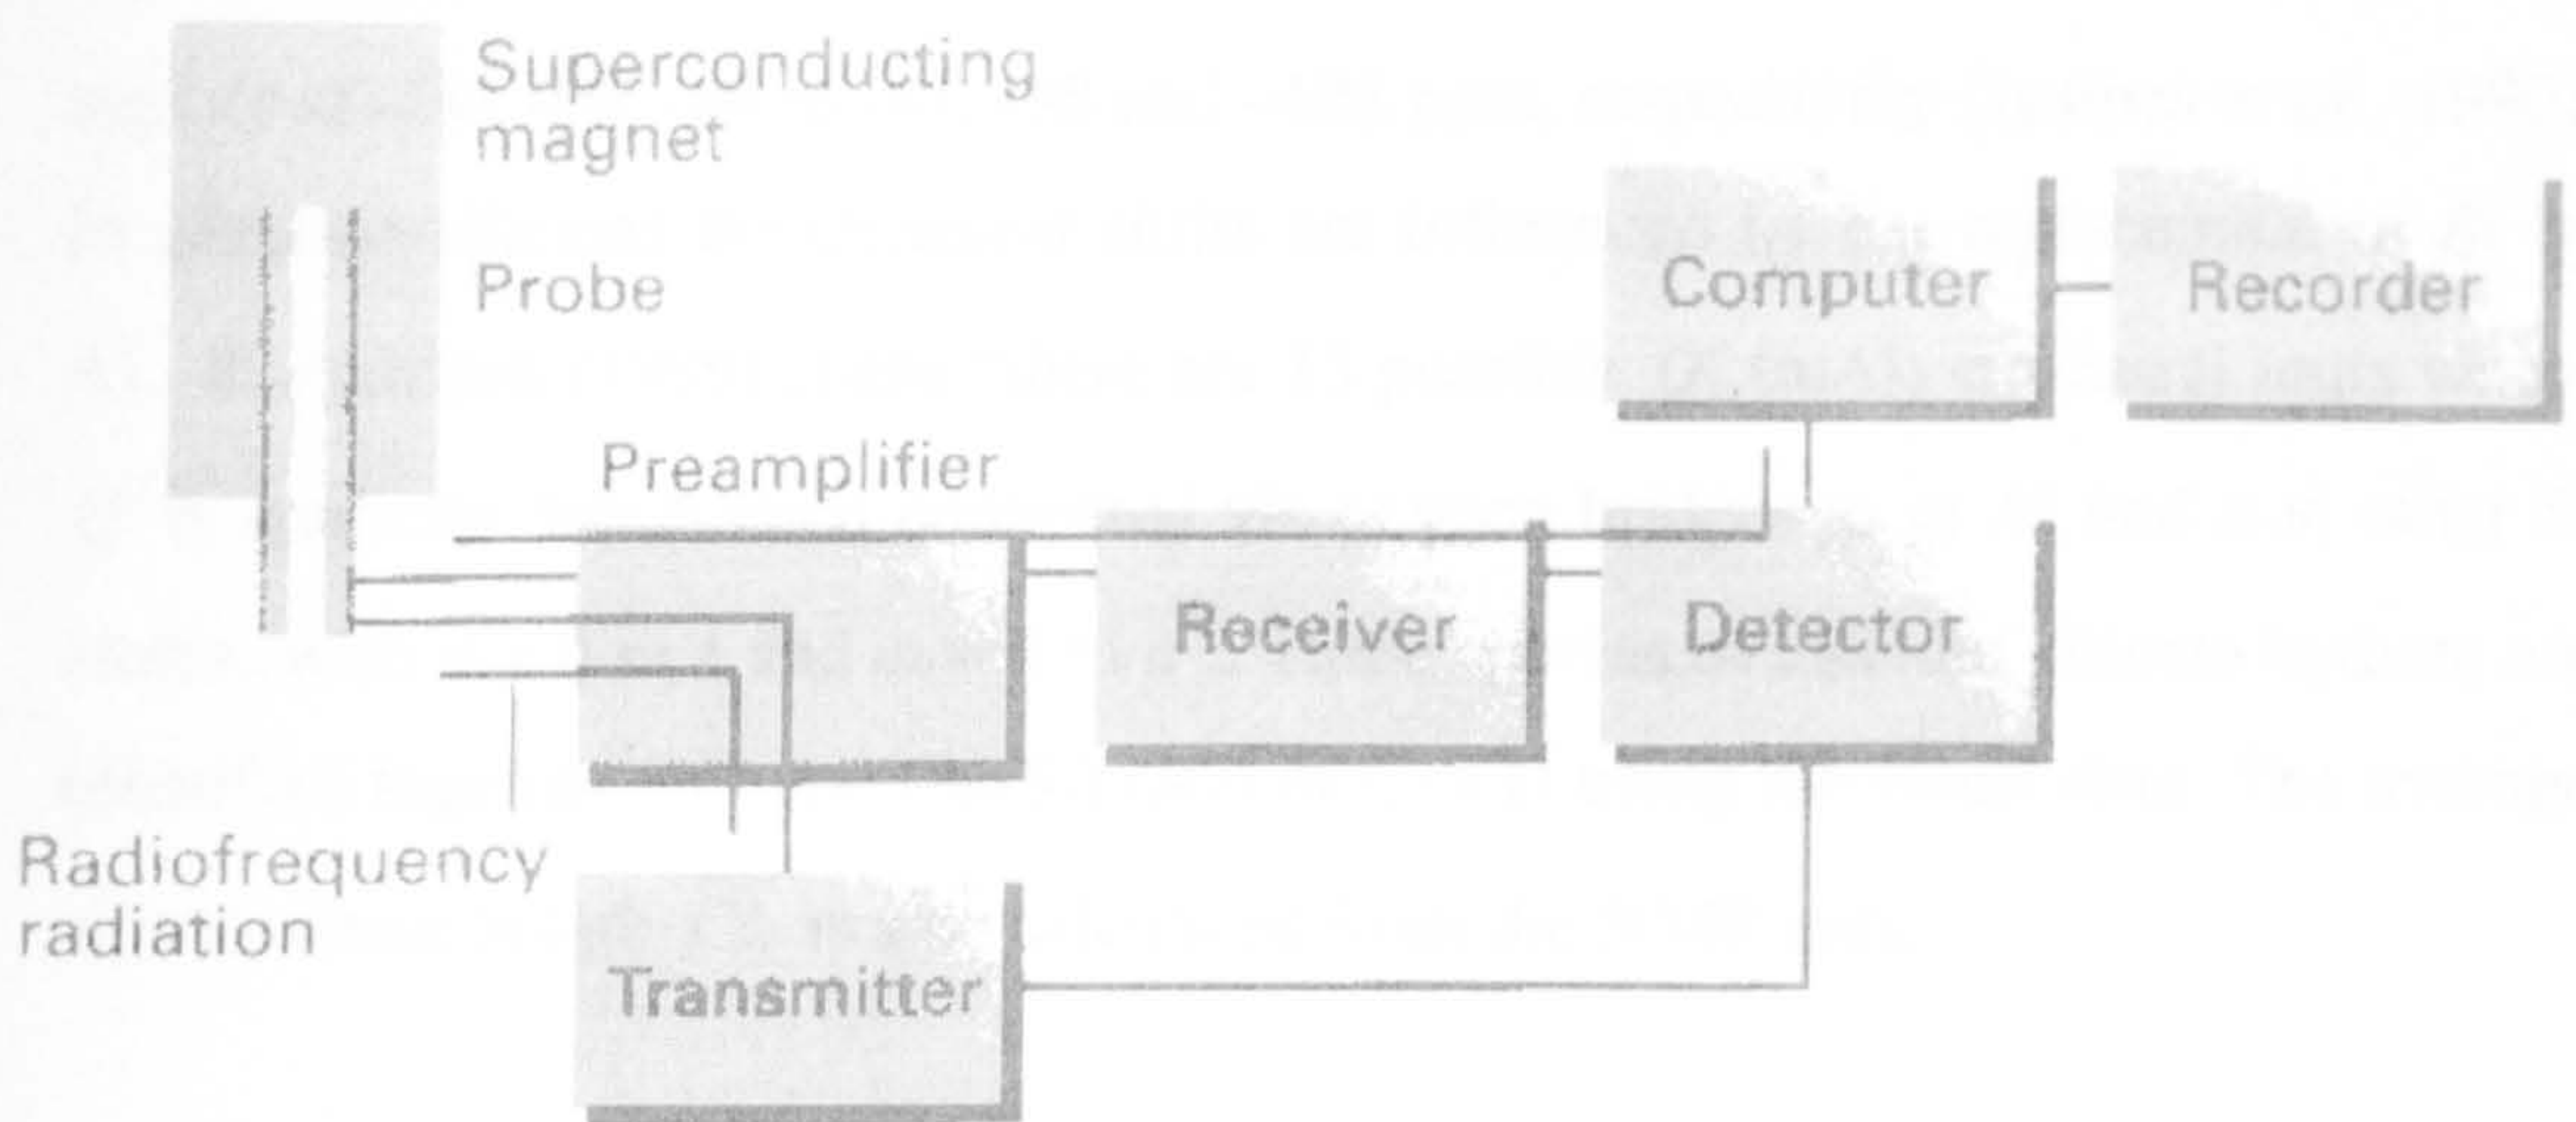 Superconducting
magnet
Probe
Computer
Recorder
Preamplifier
Receiver
Detector
Radiofrequency
radiation
Transmitter